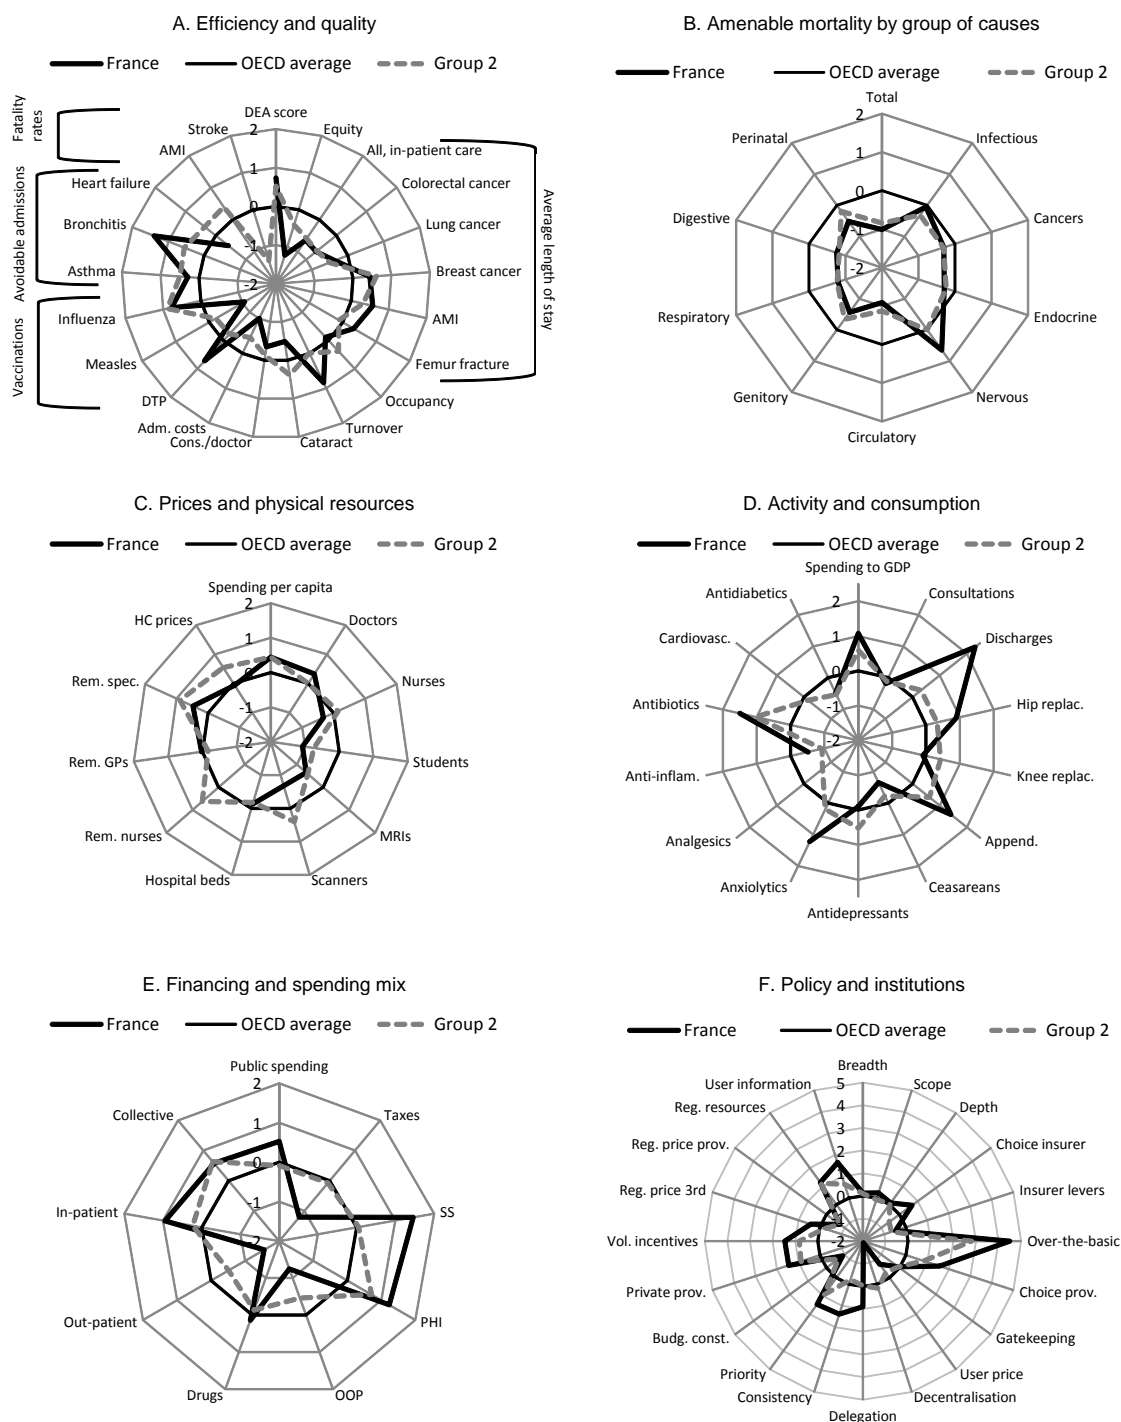 A. Efficiency and quality
France
OECD average
Group 2
Fatality
rates
Avoidable admissions
Vaccinations
Average length of stay
DEA score
Equity
All, in-patient care
Colorectal cancer
Lung cancer
Breast cancer
AMI
Femur fracture
Occupancy
Turnover
Cataract
Cons./doctor
Adm. costs
DTP
Measles
Influenza
Asthma
Bronchitis
Heart failure
AMI
Stroke
2
1
0
-1
-2
B. Amenable mortality by group of causes
France
OECD average
Group 2
Total
Infectious
Cancers
Endocrine
Nervous
Circulatory
Genitory
Respiratory
Digestive
Perinatal
2
1
0
-1
-2
C. Prices and physical resources
France
OECD average
Group 2
Spending per capita
Doctors
Nurses
Students
MRIs
Scanners
Hospital beds
Rem. nurses
Rem. GPs
Rem. spec.
HC prices
2
1
0
-1
-2
D. Activity and consumption
France
OECD average
Group 2
Spending to GDP
Consultations
Discharges
Hip replac.
Knee replac.
Append.
Ceasareans
Antidepressants
Anxiolytics
Analgesics
Anti-inflam.
Antibiotics
Cardiovasc.
Antidiabetics
2
1
0
-1
-2
E. Financing and spending mix
France
OECD average
Group 2
Public spending
Taxes
SS
PHI
OOP
Drugs
Out-patient
In-patient
Collective
2
1
0
-1
-2
F. Policy and institutions
France
OECD average
Group 2
Breadth
Scope
Depth
Choice insurer
Insurer levers
Over-the-basic
Choice prov.
Gatekeeping
User price
Decentralisation
Delegation
Consistency
Priority
Budg. const.
Private prov.
Vol. incentives
Reg. price 3rd
Reg. price prov.
Reg. resources
User information
5
4
3
2
1
0
-1
-2